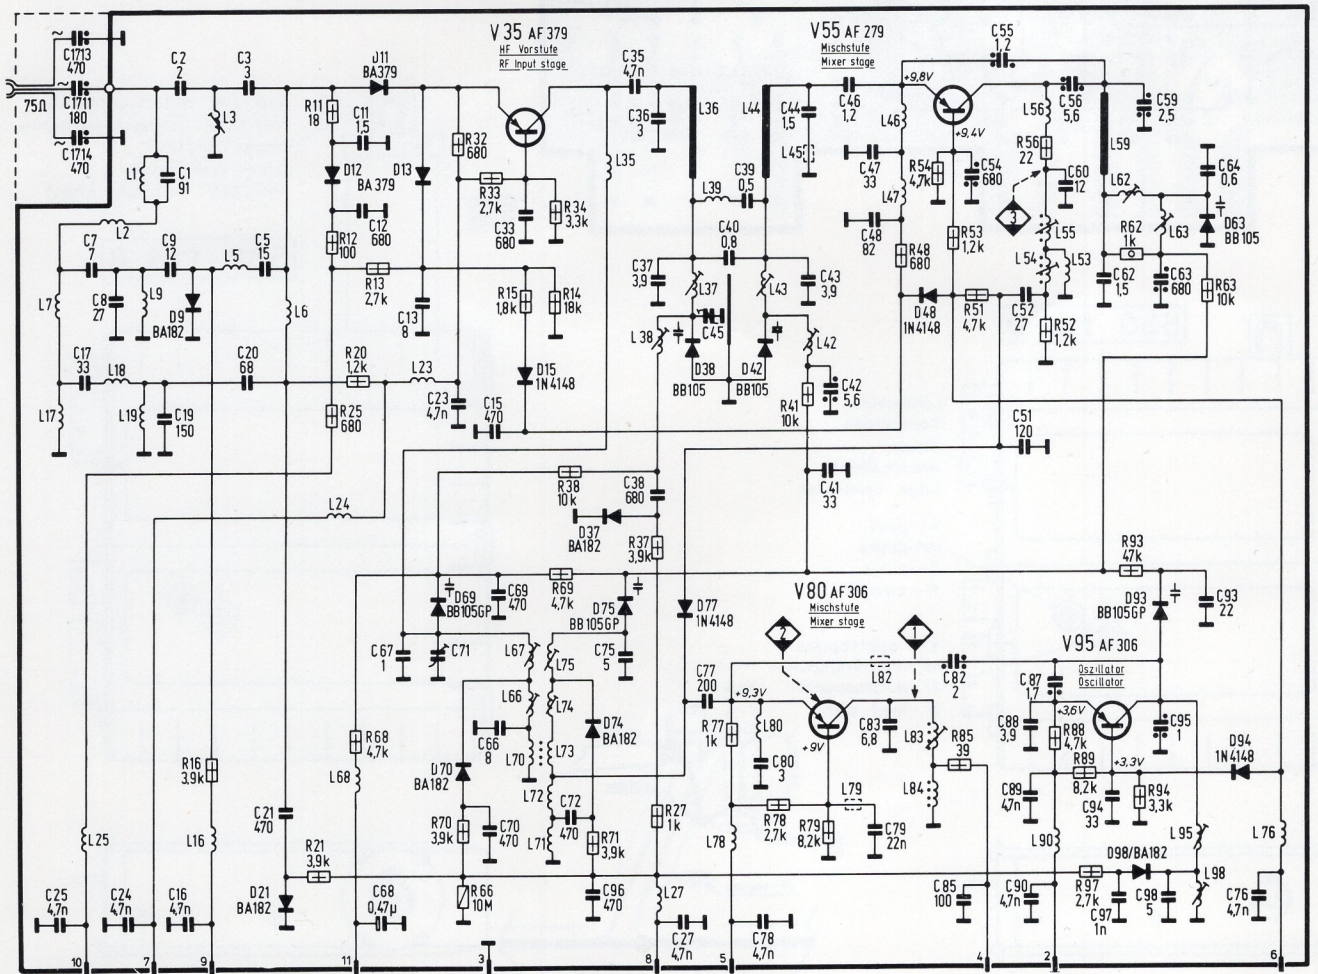 C1713
470
75Ω
C1711
180
C1714
470
C2
2
C3
3
L3
L1
C1
91
L2
D11
BA379
R11
18
C11
1,5
D12
BA 379
D13
C12
680
R12
100
V 35 AF 379
HF Vorstufe
RF Input stage
R32
680
R33
2,7k
C33
680
R34
3,3k
C35
4,7n
C36
3
L35
L36
L44
C44
1,5
L45
L39
C39
0,5
C40
0,8
V55 AF 279
Mischstufe
Mixer stage
C46
1,2
+9,8V
L46
+9,4V
C47
33
L47
R54
4,7k
C54
680
C48
82
R48
680
R53
1,2k
C55
1,2
L56
C56
5,6
R56
22
C60
12
3
L55
L54
L53
C59
2,5
L59
L62
C64
0,6
L63
D63
BB 105
R62
1k
C62
1,5
C63
680
R63
10k
C7
7
C9
12
L5
C5
15
L7
C8
27
L9
D9
BA182
L6
R13
2,7k
C13
8
R15
1,8k
R14
18k
C37
3,9
L37
L43
C43
3,9
C45
L38
D38
BB105
D42
BB105
L42
C42
5,6
R41
10k
D48
1N4148
R51
4,7k
C52
27
R52
1,2k
C17
33
L18
C20
68
R20
1,2k
L23
L17
L19
C19
150
R25
680
C23
4,7n
C15
470
D15
1N4148
C51
120
C41
33
L24
R38
10k
C38
680
D37
BA182
R37
3,9k
R93
47k
D69
BB105GP
C69
470
R69
4,7k
D75
BB 105GP
D77
1N4148
V80 AF 306
Mischstufe
Mixer stage
2
1
D93
BB105GP
C93
22
C67
1
C71
L67
L75
C75
5
L66
L74
C66
8
L70
L73
D74
BA182
C77
200
+9,3V
L82
C82
2
V95 AF306
Oszillator
Oscillator
R77
1k
L80
+9V
C83
6,8
L83
R85
39
C80
3
L84
C87
1,7
+3,6V
C88
3,9
R88
4,7k
R89
8,2k
+3,3V
C95
1
D94
1N4148
C89
4,7n
C94
33
R94
3,3k
R68
4,7k
L68
R16
3,9k
D70
BA182
L72
C72
470
R70
3,9k
C70
470
L71
R71
3,9k
R27
1k
R78
2,7k
L79
R79
8,2k
C79
22n
L78
L90
L95
L76
C21
470
L25
L16
R21
3,9k
D21
BA182
C68
0,47µ
R66
10M
C96
470
L27
D98/BA182
R97
2,7k
C97
1n
C98
5
L98
C25
4,7n
C24
4,7n
C16
4,7n
C27
4,7n
C78
4,7n
C85
100
C90
4,7n
C76
4,7n
10
7
9
11
3
8
5
4
2
6